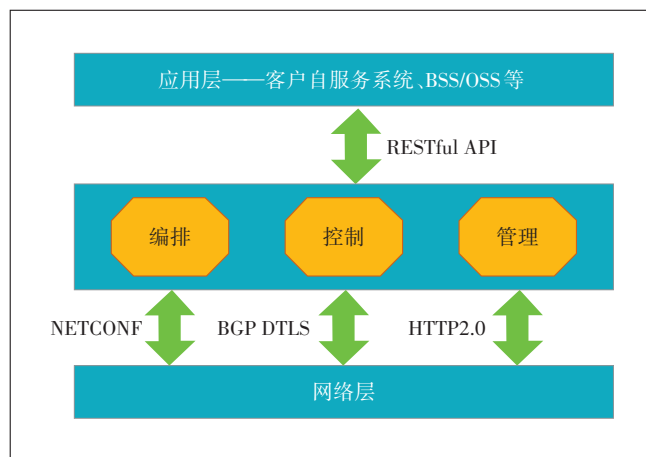 应用层——客户自服务系统、BSS/OSS等
RESTful API
编排
控制
管理
NETCONF
BGP DTLS
HTTP2.0
网络层